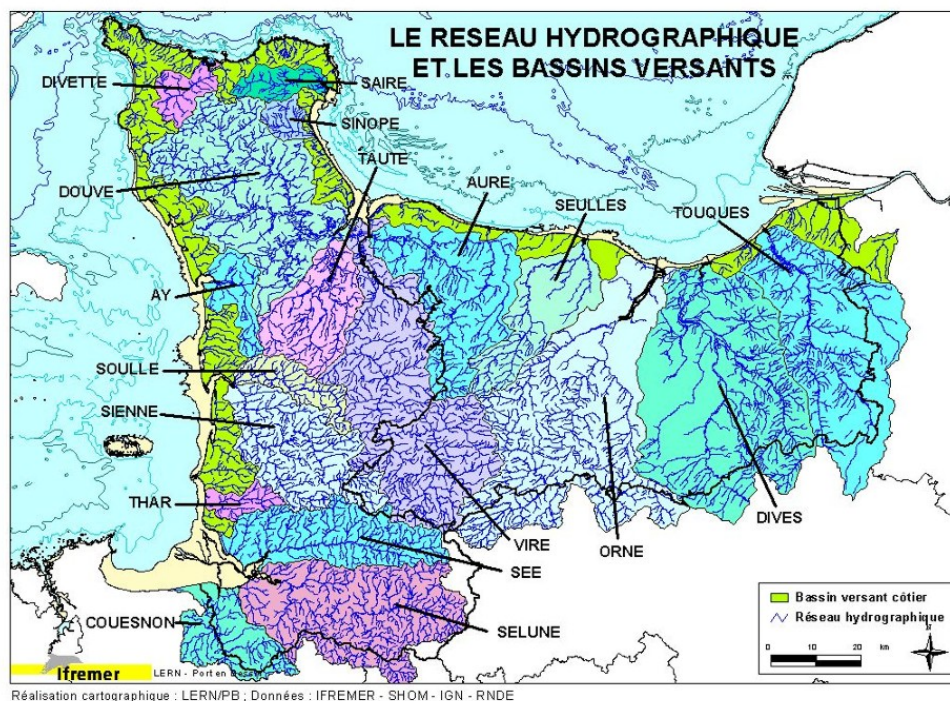 LE RESEAU HYDROGRAPHIQUE
ET LES BASSINS VERSANTS
DIVETTE
SAIRE
SINOPE
TAUTE
DOUVE
AURE
SEULLES
TOUQUES
AY
SOULLE
SIENNE
THAR
VIRE
ORNE
DIVES
SEE
COUESNON
SELUNE
Bassin versant côtier
Réseau hydrographique
0 10 20 km
Ifremer
LERN - Port en
Réalisation cartographique : LERN/PB ; Données : IFREMER - SHOM - IGN - RNDE